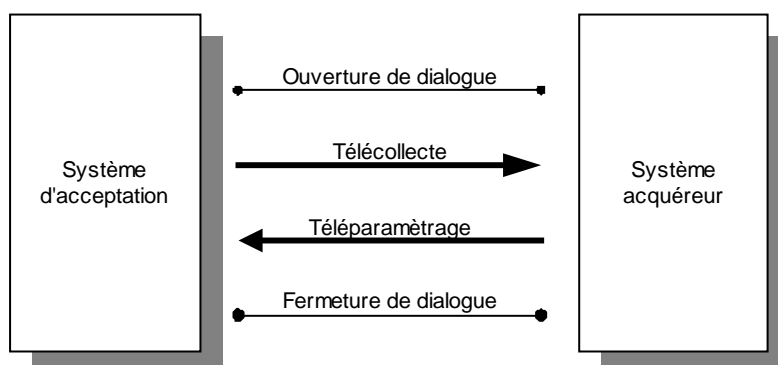 Ouverture de dialogue
Télécollecte
Système
d'acceptation
Système
acquéreur
Téléparamètrage
Fermeture de dialogue